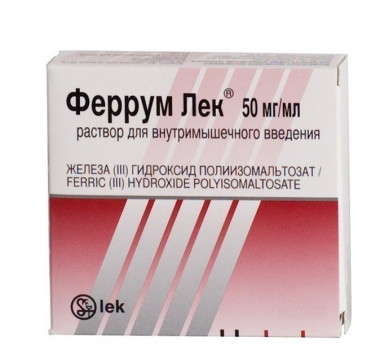 Феррум Лек® 50 мг/мл
раствор для внутримышечного введения
ЖЕЛЕЗА (III) ГИДРОКСИД ПОЛИИЗОМАЛЬТОЗАТ /
FERRIC (III) HYDROXIDE POLYISOMALTOSATE
lek